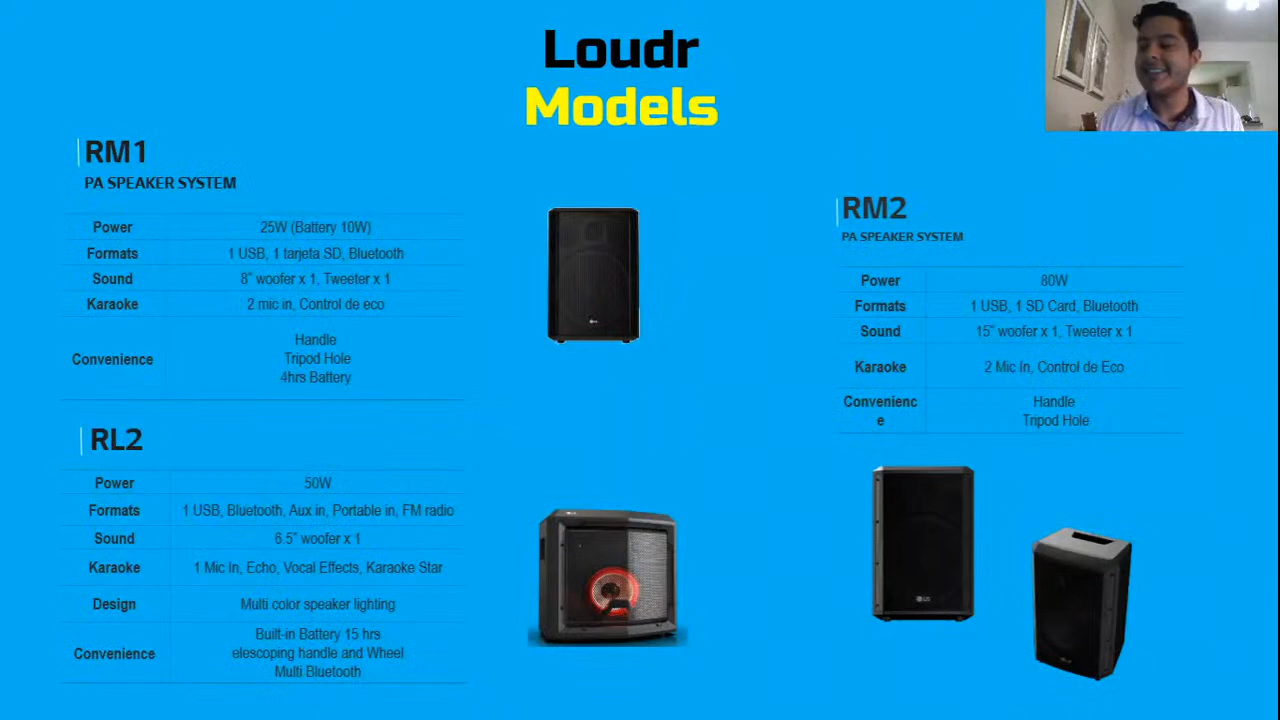 Loudr
Models
RM1
PA SPEAKER SYSTEM
Power 25W (Battery 10W)
Formats 1 USB, 1 tarjeta SD, Bluetooth
Sound 8” woofer x 1, Tweeter x 1
Karaoke 2 mic in, Control de eco
Convenience Handle
Tripod Hole
4hrs Battery
RL2
Power 50W
Formats 1 USB, Bluetooth, Aux in, Portable in, FM radio
Sound 6.5” woofer x 1
Karaoke 1 Mic In, Echo, Vocal Effects, Karaoke Star
Design Multi color speaker lighting
Convenience Built-in Battery 15 hrs
elescoping handle and Wheel
Multi Bluetooth
RM2
PA SPEAKER SYSTEM
Power 80W
Formats 1 USB, 1 SD Card, Bluetooth
Sound 15” woofer x 1, Tweeter x 1
Karaoke 2 Mic In, Control de Eco
Convenienc Handle
e Tripod Hole
LG